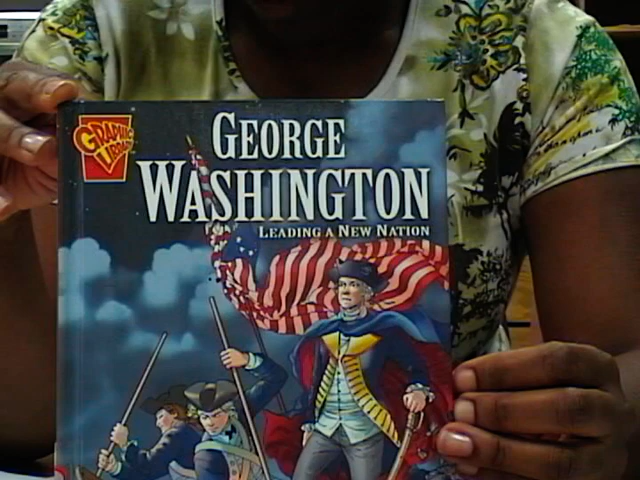 GRAPHIC
LIBRARY
GEORGE
WASHINGTON
LEADING A NEW NATION